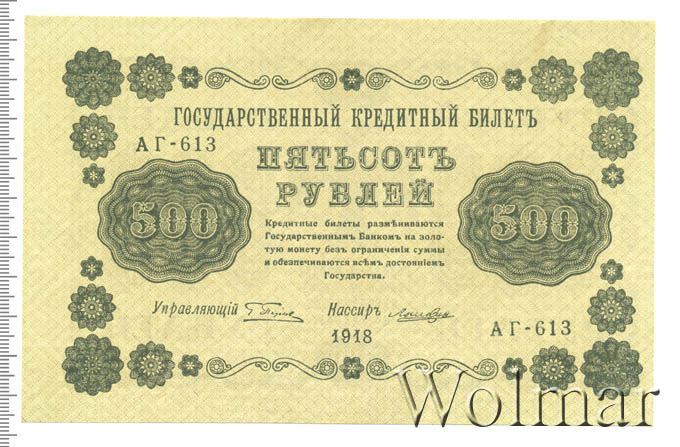 ГОСУДАРСТВЕННЫЙ КРЕДИТНЫЙ БИЛЕТЪ
АГ-613
ПЯТЬСОТЪ
РУБЛЕЙ
500
500
Кредитные билеты размѣниваются
Государственнымъ Банкомъ на золо-
тую монету безъ ограниченія суммы
и обезпечиваются всѣмъ достояніемъ
Государства.
Управляющій
Кассиръ
1918
АГ-613
Wolmar